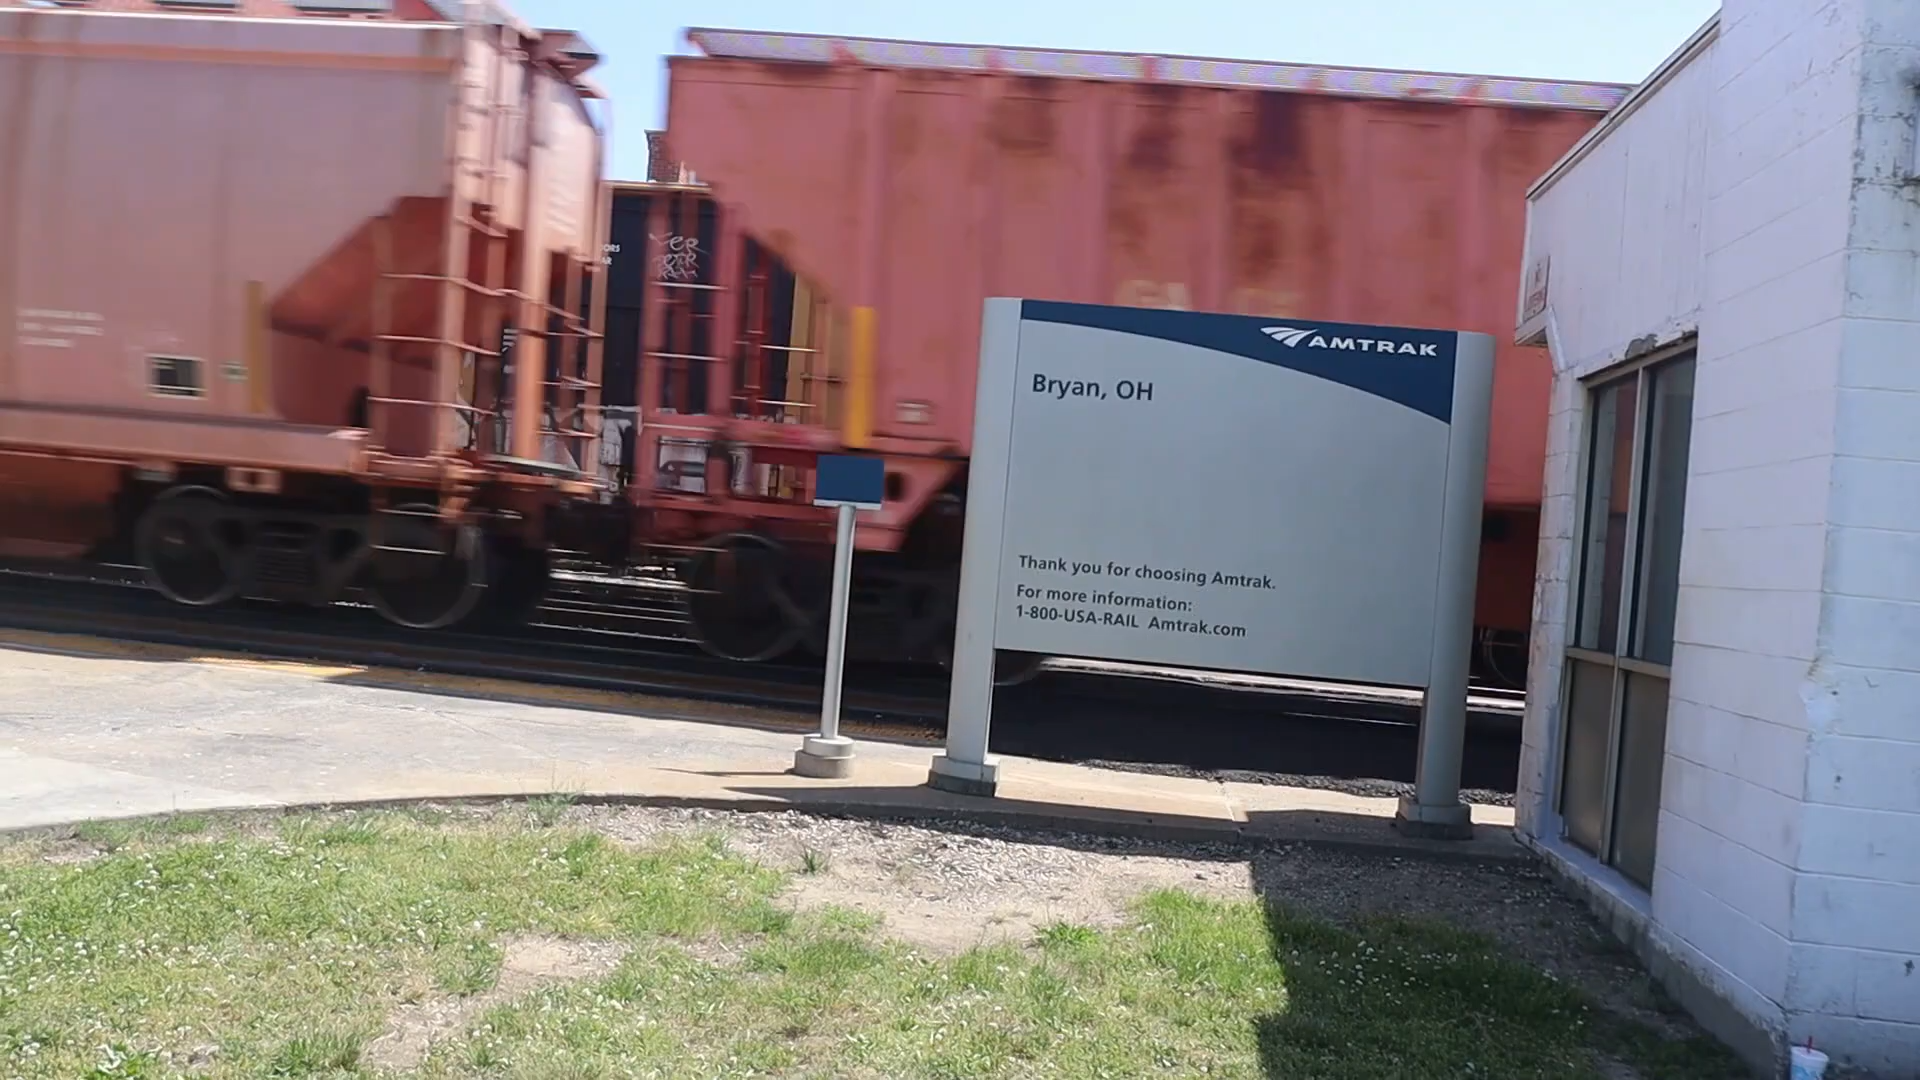 AMTRAK
Bryan, OH
Thank you for choosing Amtrak.
For more information:
1-800-USA-RAIL Amtrak.com